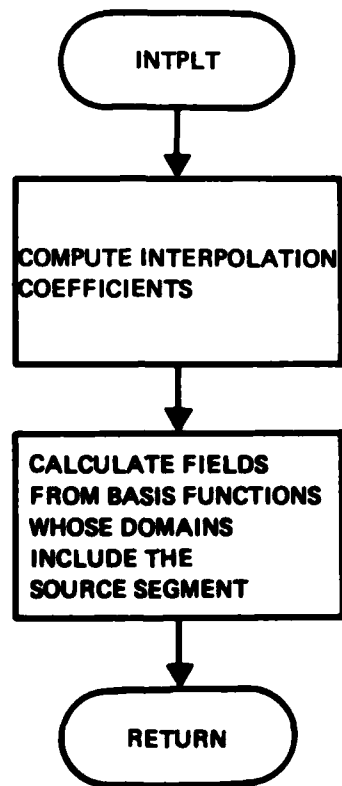 INTPLT
COMPUTE INTERPOLATION
COEFFICIENTS
CALCULATE FIELDS
FROM BASIS FUNCTIONS
WHOSE DOMAINS
INCLUDE THE
SOURCE SEGMENT
RETURN